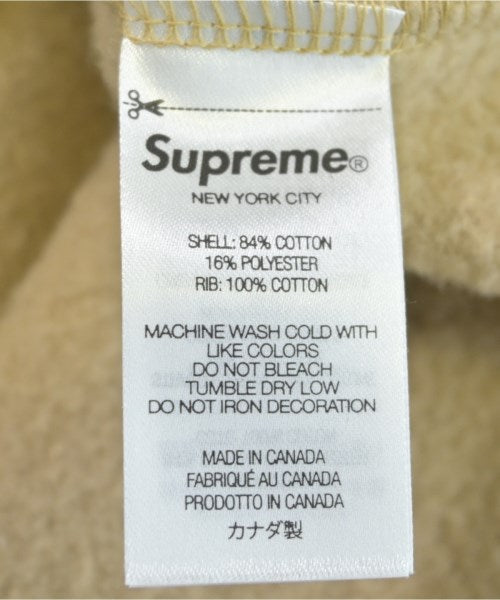 Supreme®
NEW YORK CITY
SHELL: 84% COTTON
16% POLYESTER
RIB: 100% COTTON
MACHINE WASH COLD WITH
LIKE COLORS
DO NOT BLEACH
TUMBLE DRY LOW
DO NOT IRON DECORATION
MADE IN CANADA
FABRIQUÉ AU CANADA
PRODOTTO IN CANADA
カナダ製